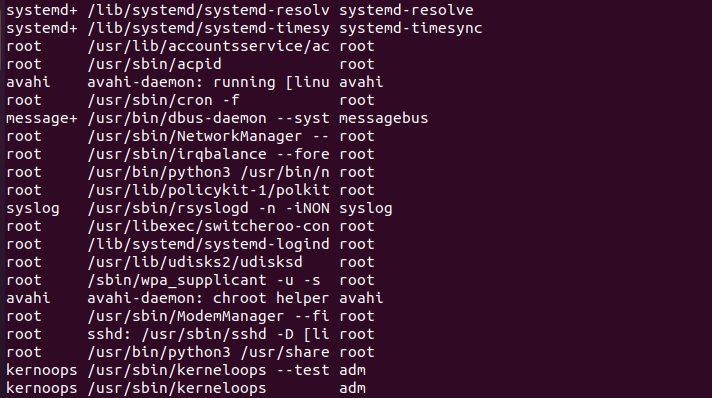 systemd+ /lib/systemd/systemd-resolv systemd-resolve
systemd+ /lib/systemd/systemd-timesy systemd-timesync
root     /usr/lib/accountsservice/ac root
root     /usr/sbin/acpid             root
avahi    avahi-daemon: running [linu avahi
root     /usr/sbin/cron -f           root
message+ /usr/bin/dbus-daemon --syst messagebus
root     /usr/sbin/NetworkManager -- root
root     /usr/sbin/irqbalance --fore root
root     /usr/bin/python3 /usr/bin/n root
root     /usr/lib/policykit-1/polkit root
syslog   /usr/sbin/rsyslogd -n -iNON syslog
root     /usr/libexec/switcheroo-con root
root     /lib/systemd/systemd-logind root
root     /usr/lib/udisks2/udisksd    root
root     /sbin/wpa_supplicant -u -s  root
avahi    avahi-daemon: chroot helper avahi
root     /usr/sbin/ModemManager --fi root
root     sshd: /usr/sbin/sshd -D [li root
root     /usr/bin/python3 /usr/share root
kernoops /usr/sbin/kerneloops --test adm
kernoops /usr/sbin/kerneloops        adm